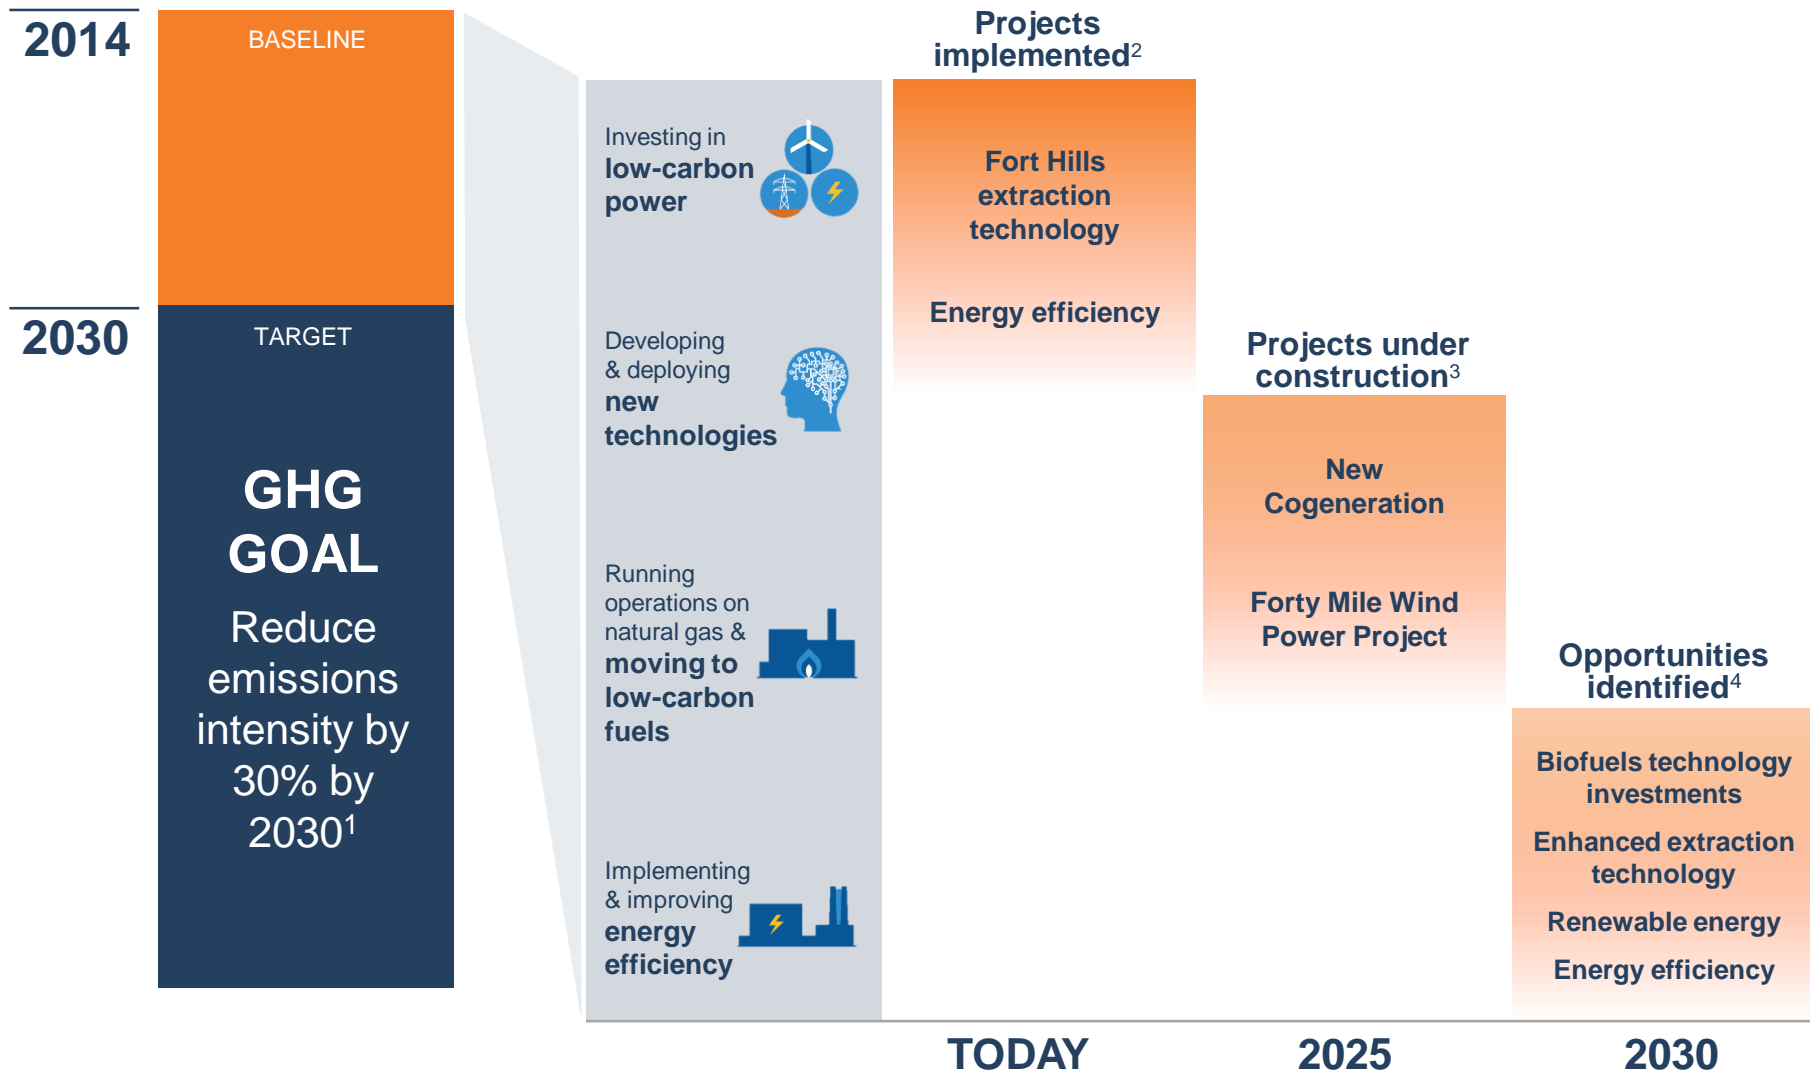 2014
BASELINE
2030
TARGET
GHG
GOAL
Reduce
emissions
intensity by
30% by
2030¹
Investing in
low-carbon
power
Developing
& deploying
new
technologies
Running
operations on
natural gas &
moving to
low-carbon
fuels
Implementing
& improving
energy
efficiency
Projects
implemented²
Fort Hills
extraction
technology
Energy efficiency
Projects under
construction³
New
Cogeneration
Forty Mile Wind
Power Project
Opportunities
identified⁴
Biofuels technology
investments
Enhanced extraction
technology
Renewable energy
Energy efficiency
TODAY
2025
2030